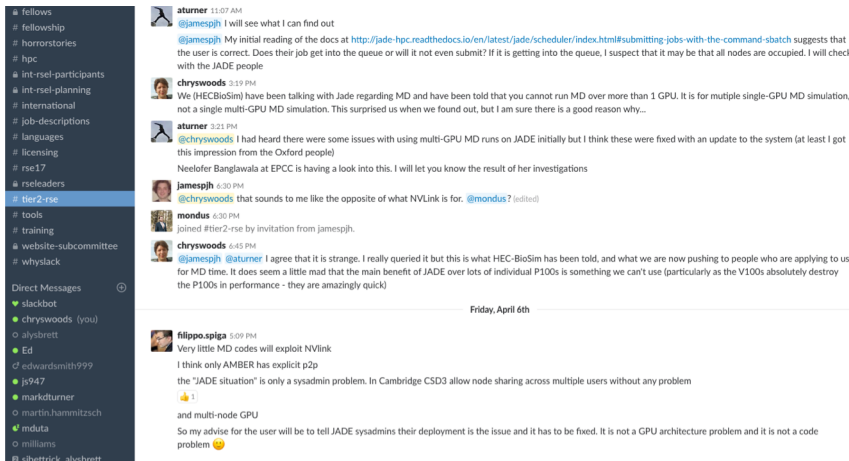 fellows
# fellowship
# horrorstories
# hpc
int-rsel-participants
int-rsel-planning
# international
# job-descriptions
# languages
# licensing
# rse17
rseleaders
# tier2-rse
# tools
# training
website-subcommittee
# whyslack
Direct Messages
slackbot
chryswoods (you)
alysbrett
Ed
edwardsmith999
js947
markdturner
martin.hammitzsch
mduta
milliams
sjbettrick, alysbrett
aturner 11:07 AM
@jamespjh I will see what I can find out
@jamespjh My initial reading of the docs at http://jade-hpc.readthedocs.io/en/latest/jade/scheduler/index.html#submitting-jobs-with-the-command-sbatch suggests that
the user is correct. Does their job get into the queue or will it not even submit? If it is getting into the queue, I suspect that it may be that all nodes are occupied. I will check
with the JADE people
chryswoods 3:19 PM
We (HECBioSim) have been talking with Jade regarding MD and have been told that you cannot run MD over more than 1 GPU. It is for mutiple single-GPU MD simulation,
not a single multi-GPU MD simulation. This surprised us when we found out, but I am sure there is a good reason why...
aturner 3:21 PM
@chryswoods I had heard there were some issues with using multi-GPU MD runs on JADE initially but I think these were fixed with an update to the system (at least I got
this impression from the Oxford people)
Neelofer Banglawala at EPCC is having a look into this. I will let you know the result of her investigations
jamespjh 6:30 PM
@chryswoods that sounds to me like the opposite of what NVLink is for. @mondus? (edited)
mondus 6:30 PM
joined #tier2-rse by invitation from jamespjh.
chryswoods 6:45 PM
@jamespjh @aturner I agree that it is strange. I really queried it but this is what HEC-BioSim has been told, and what we are now pushing to people who are applying to us
for MD time. It does seem a little mad that the main benefit of JADE over lots of individual P100s is something we can't use (particularly as the V100s absolutely destroy
the P100s in performance - they are amazingly quick)
Friday, April 6th
filippo.spiga 5:09 PM
Very little MD codes will exploit NVlink
I think only AMBER has explicit p2p
the "JADE situation" is only a sysadmin problem. In Cambridge CSD3 allow node sharing across multiple users without any problem
1
and multi-node GPU
So my advise for the user will be to tell JADE sysadmins their deployment is the issue and it has to be fixed. It is not a GPU architecture problem and it is not a code
problem